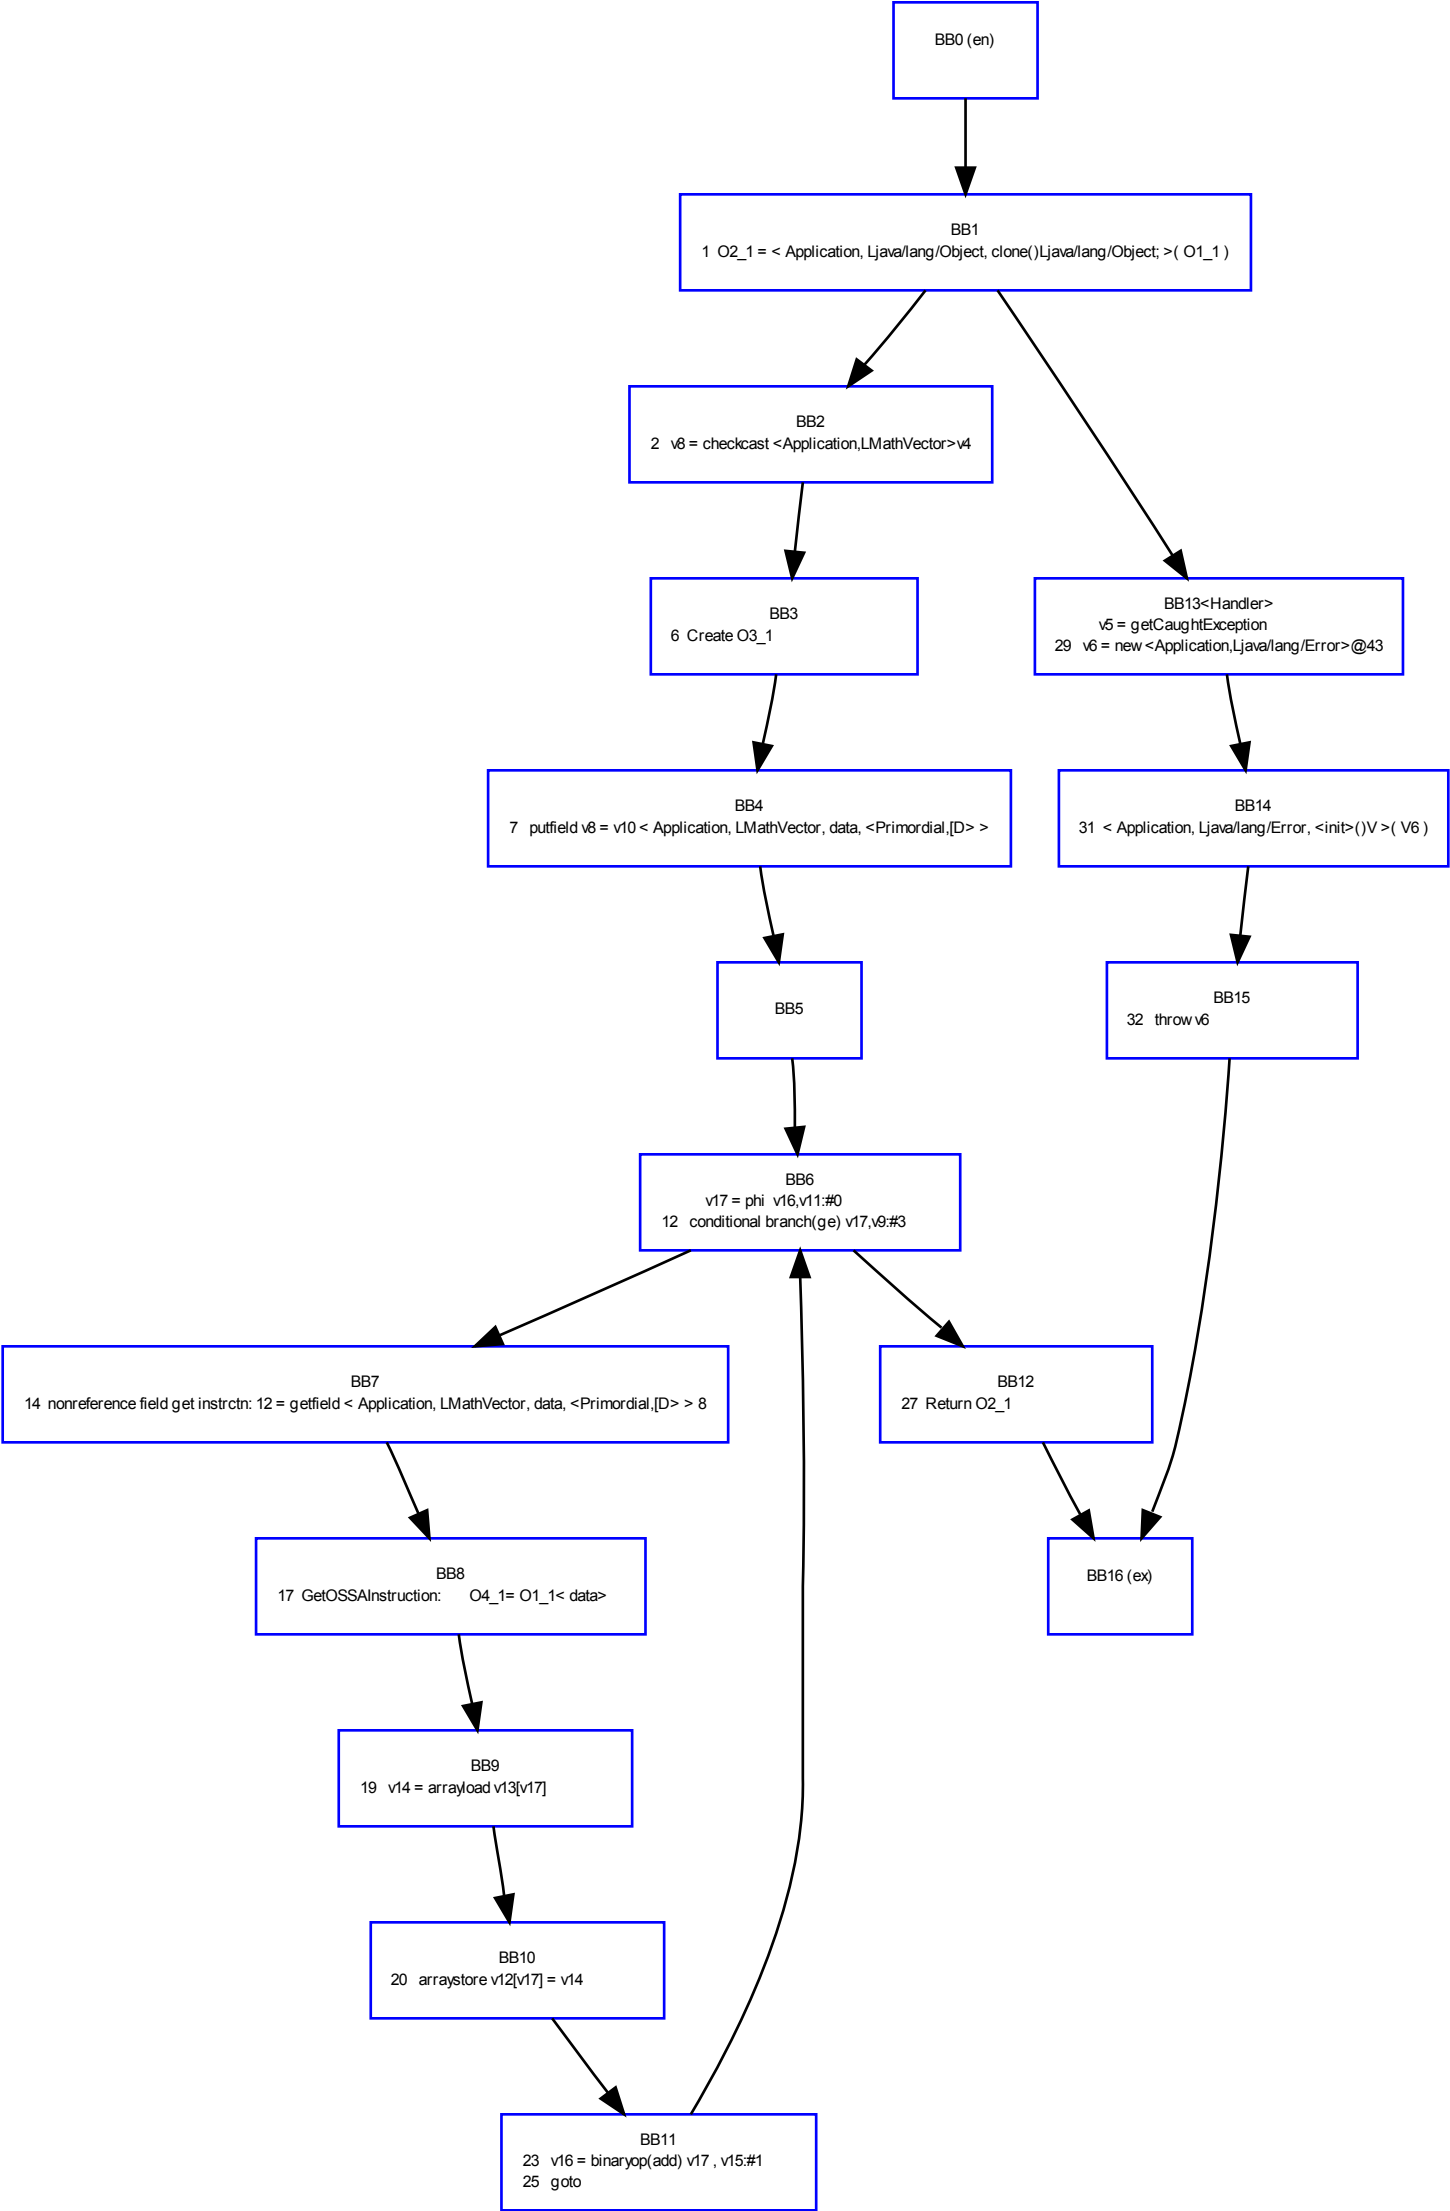 BB0 (en)
BB1
1 O2_1 = < Application, Ljava/lang/Object, clone()Ljava/lang/Object; >( O1_1 )
BB2
2 v8 = checkcast <Application,LMathVector>v4
BB3
6 Create O3_1
BB13<Handler>
v5 = getCaughtException
29 v6 = new <Application,Ljava/lang/Error>@43
BB4
7 putfield v8 = v10 < Application, LMathVector, data, <Primordial,[D> >
BB14
31 < Application, Ljava/lang/Error, <init>()V >( V6 )
BB5
BB15
32 throw v6
BB6
v17 = phi v16,v11:#0
12 conditional branch(ge) v17,v9:#3
BB7
14 nonreference field get instrctn: 12 = getfield < Application, LMathVector, data, <Primordial,[D> > 8
BB12
27 Return O2_1
BB8
17 GetOSSAInstruction: O4_1= O1_1< data>
BB16 (ex)
BB9
19 v14 = arrayload v13[v17]
BB10
20 arraystore v12[v17] = v14
BB11
23 v16 = binaryop(add) v17 , v15:#1
25 goto